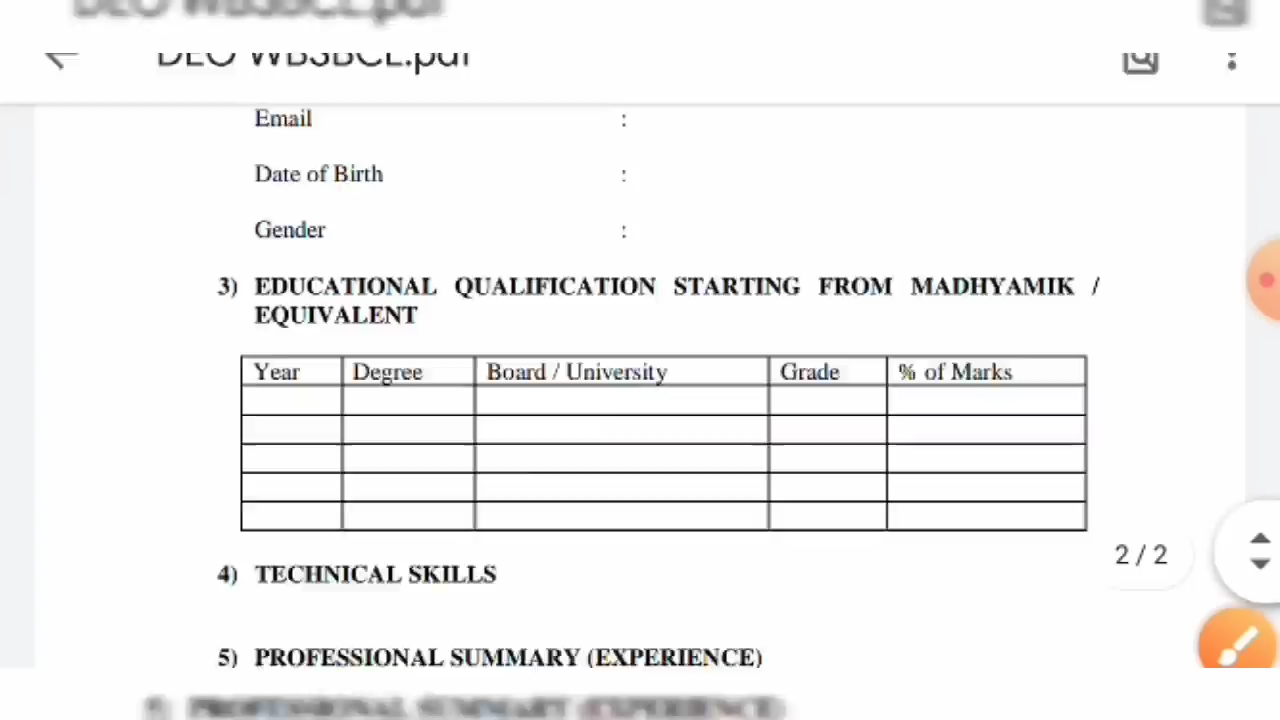 DEO WBSBCL.pdf
Email :
Date of Birth :
Gender :
3) EDUCATIONAL QUALIFICATION STARTING FROM MADHYAMIK /
EQUIVALENT
Year Degree Board / University Grade % of Marks
2 / 2
4) TECHNICAL SKILLS
5) PROFESSIONAL SUMMARY (EXPERIENCE)